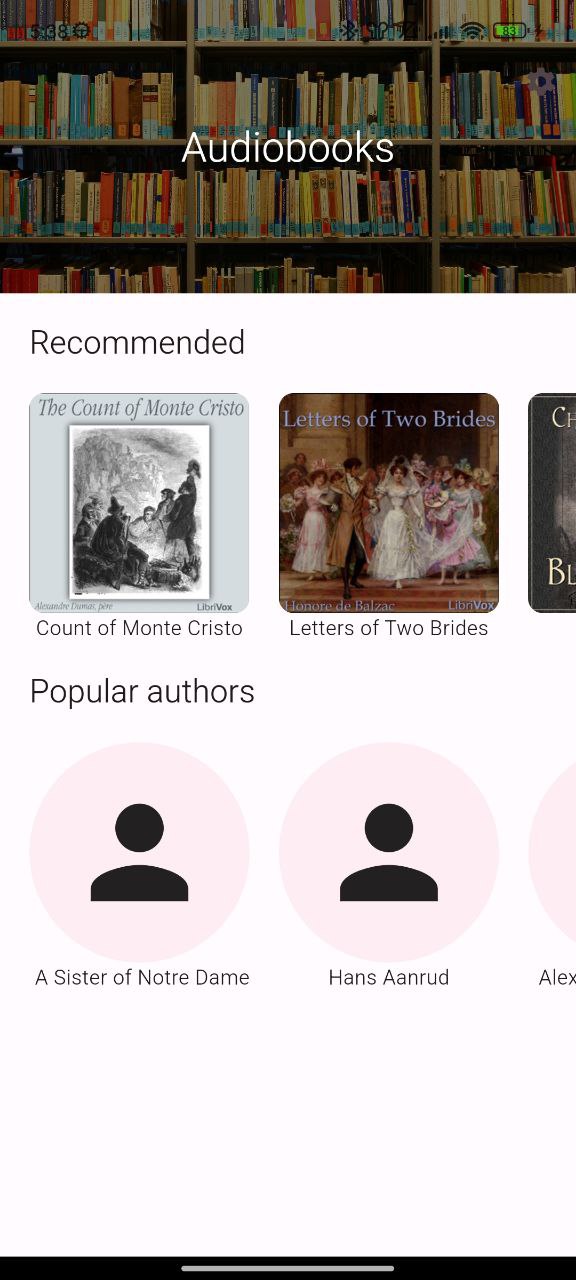 5:38
83
Audiobooks
Recommended
The Count of Monte Cristo
Alexandre Dumas, père
LibriVox
Count of Monte Cristo
Letters of Two Brides
Honore de Balzac
LibriVox
Letters of Two Brides
CH
BL
Popular authors
A Sister of Notre Dame
Hans Aanrud
Alex